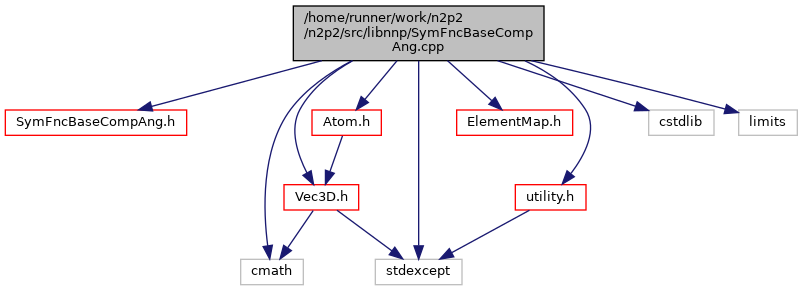 /home/runner/work/n2p2
/n2p2/src/libnnp/SymFncBaseComp
Ang.cpp
SymFncBaseCompAng.h
Atom.h
ElementMap.h
cstdlib
limits
Vec3D.h
utility.h
cmath
stdexcept